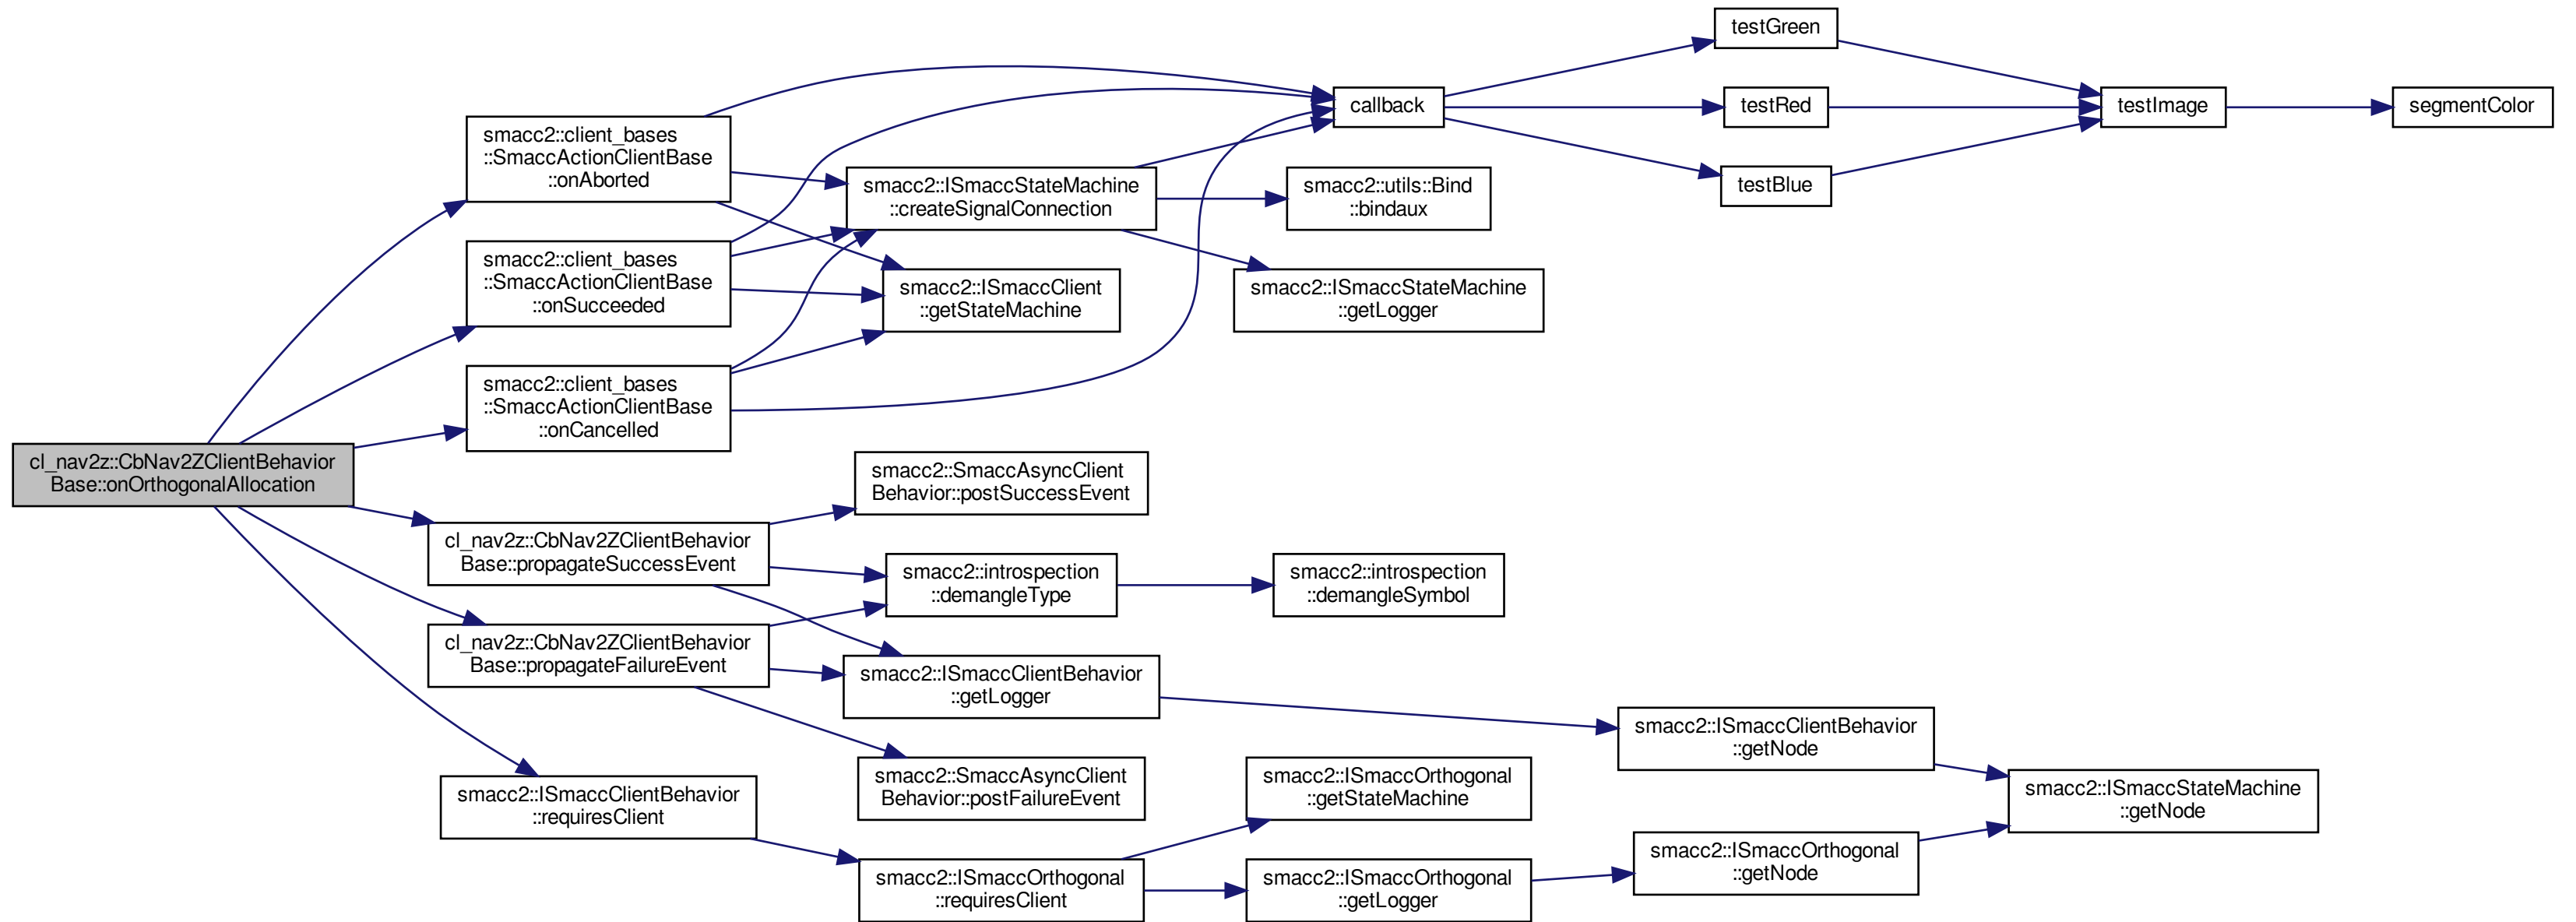 cl_nav2z::CbNav2ZClientBehavior
Base::onOrthogonalAllocation
smacc2::client_bases
::SmaccActionClientBase
::onAborted
smacc2::client_bases
::SmaccActionClientBase
::onSucceeded
smacc2::client_bases
::SmaccActionClientBase
::onCancelled
cl_nav2z::CbNav2ZClientBehavior
Base::propagateSuccessEvent
cl_nav2z::CbNav2ZClientBehavior
Base::propagateFailureEvent
smacc2::ISmaccClientBehavior
::requiresClient
smacc2::ISmaccStateMachine
::createSignalConnection
smacc2::ISmaccClient
::getStateMachine
smacc2::SmaccAsyncClient
Behavior::postSuccessEvent
smacc2::introspection
::demangleType
smacc2::ISmaccClientBehavior
::getLogger
smacc2::SmaccAsyncClient
Behavior::postFailureEvent
smacc2::ISmaccOrthogonal
::requiresClient
callback
smacc2::utils::Bind
::bindaux
smacc2::ISmaccStateMachine
::getLogger
smacc2::introspection
::demangleSymbol
smacc2::ISmaccOrthogonal
::getStateMachine
smacc2::ISmaccOrthogonal
::getLogger
testGreen
testRed
testBlue
smacc2::ISmaccClientBehavior
::getNode
smacc2::ISmaccOrthogonal
::getNode
testImage
smacc2::ISmaccStateMachine
::getNode
segmentColor